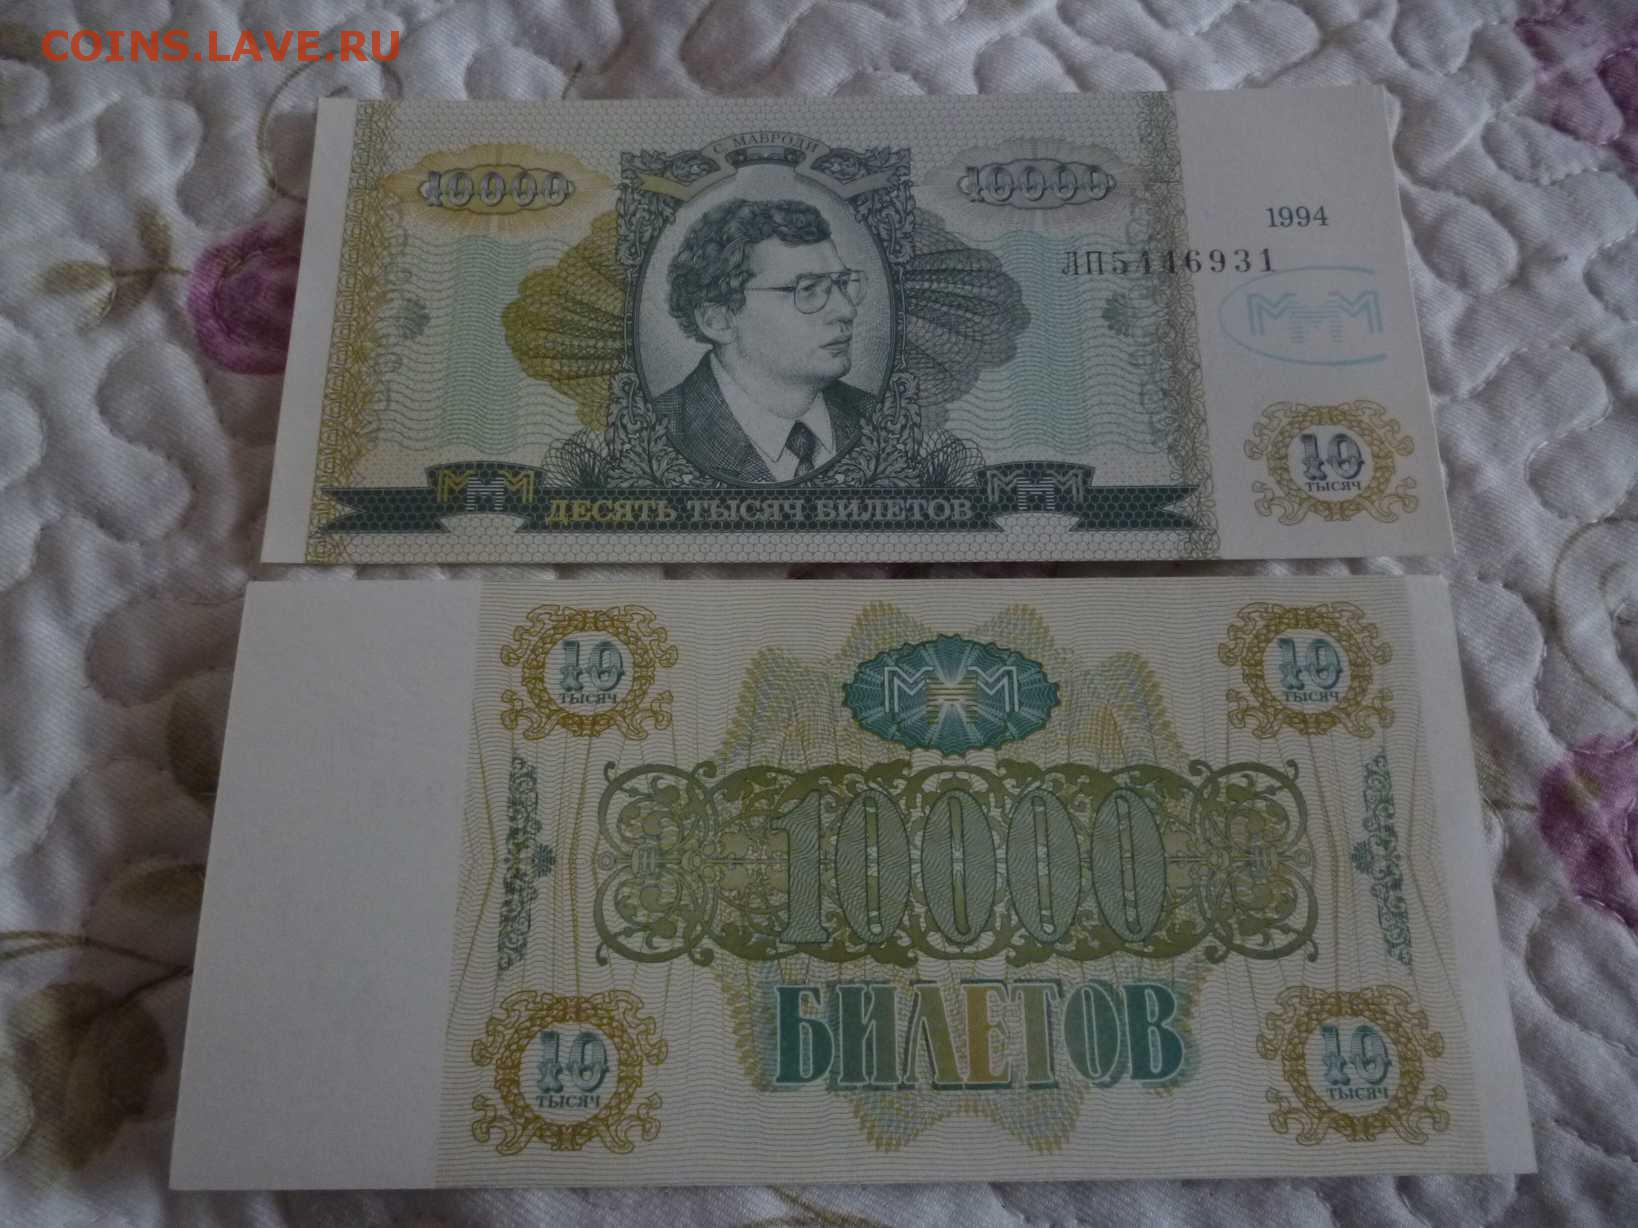 COINS.LAVE.RU
С. МАВРОДИ
10000
10000
1994
ЛП5446931
МММ
10
ТЫСЯЧ
МММ
ДЕСЯТЬ ТЫСЯЧ БИЛЕТОВ
МММ
10
ТЫСЯЧ
МММ
10
ТЫСЯЧ
10000
БИЛЕТОВ
10
ТЫСЯЧ
10
ТЫСЯЧ